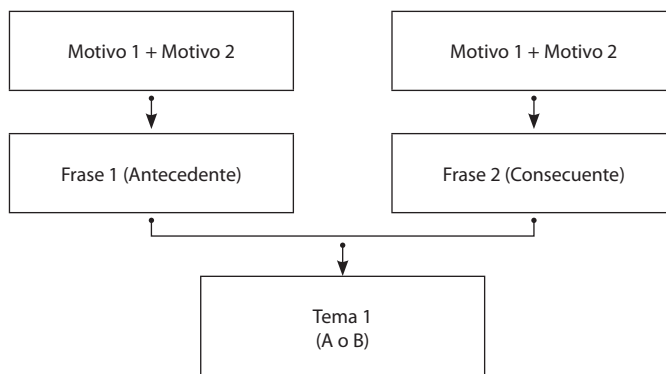 Motivo 1 + Motivo 2
Motivo 1 + Motivo 2
Frase 1 (Antecedente)
Frase 2 (Consecuente)
Tema 1
(A o B)